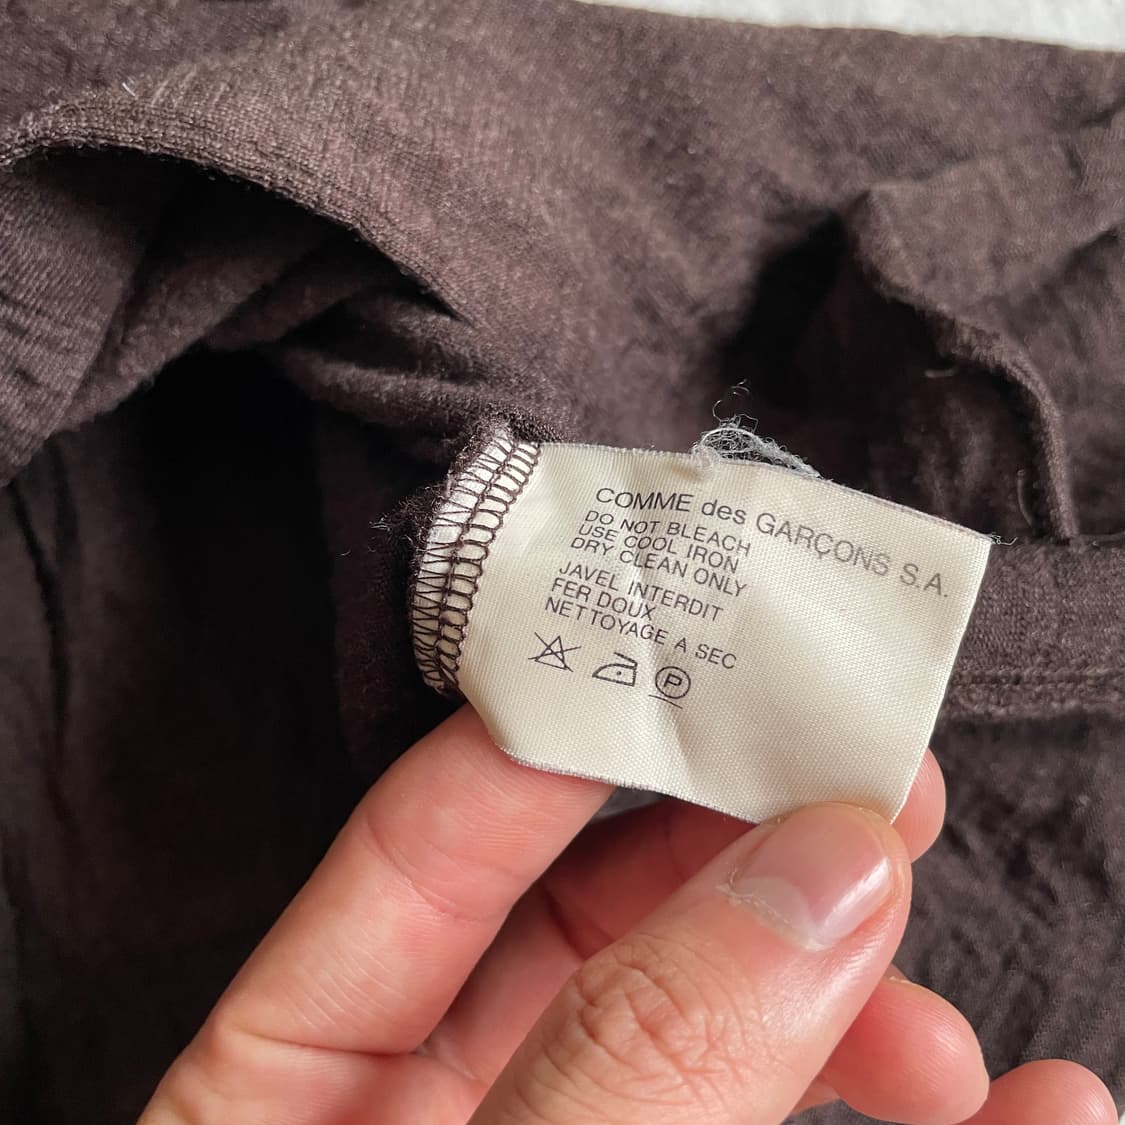 COMME des GARÇONS S.A.
DO NOT BLEACH
USE COOL IRON
DRY CLEAN ONLY
JAVEL INTERDIT
FER DOUX
NETTOYAGE A SEC
P